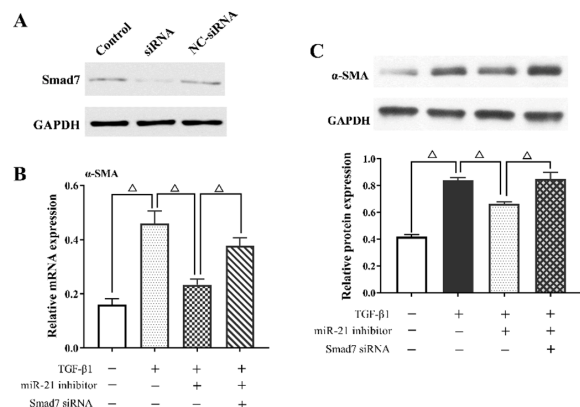 A
Control
siRNA
NC-siRNA
Smad7
GAPDH
B
α-SMA
Relative mRNA expression
0.6
0.4
0.2
0.0
△ △ △
TGF-β1 − + + +
miR-21 inhibitor − − + +
Smad7 siRNA − − − +
C
α-SMA
GAPDH
Relative protein expression
1.0
0.8
0.6
0.4
0.2
0.0
△ △ △
TGF-β1 − + + +
miR-21 inhibitor − − + +
Smad7 siRNA − − − +